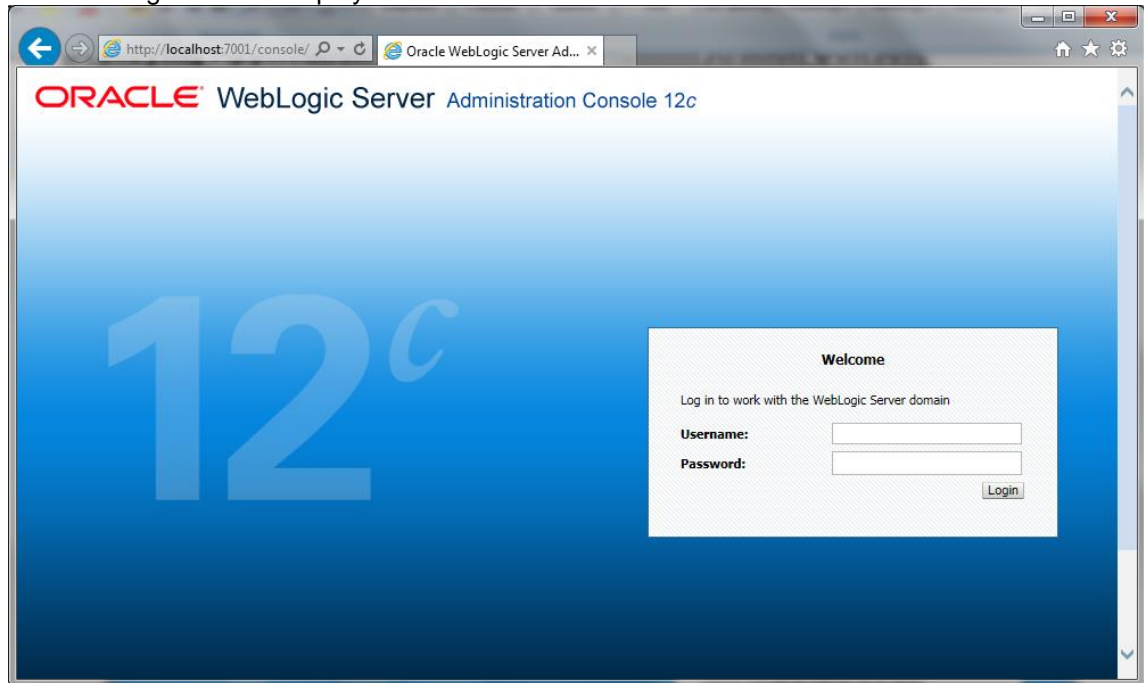 http://localhost:7001/console/
Oracle WebLogic Server Ad...
ORACLE WebLogic Server Administration Console 12c
12c
Welcome
Log in to work with the WebLogic Server domain
Username:
Password:
Login